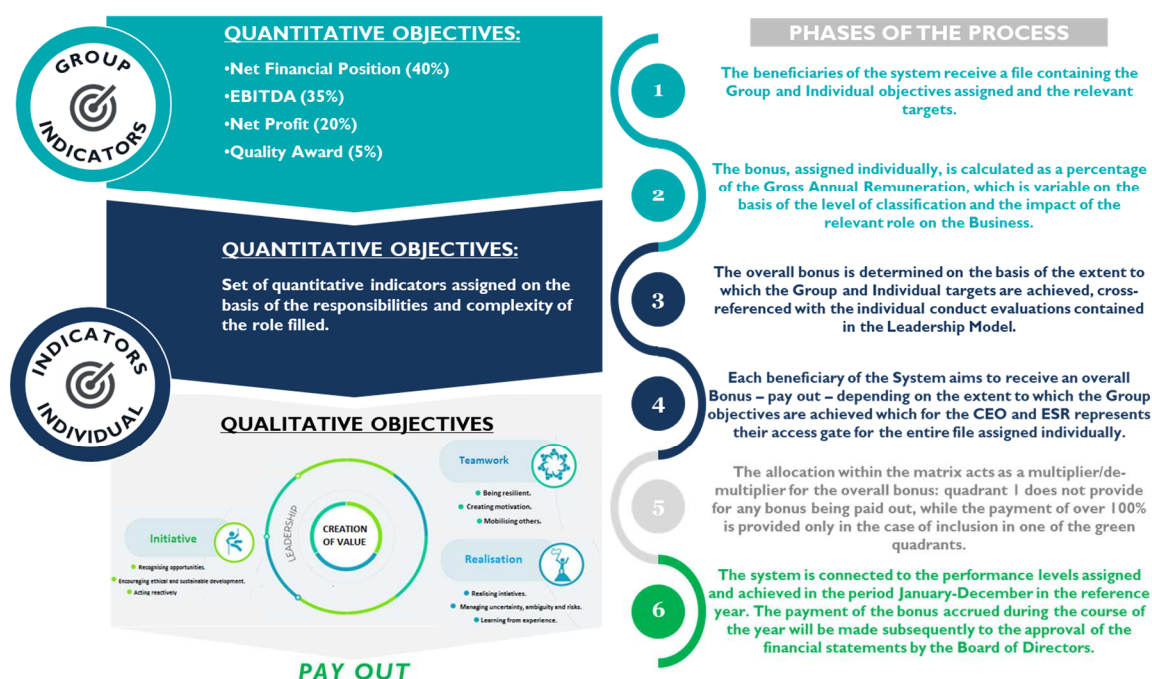 GROUP
INDICATORS
QUANTITATIVE OBJECTIVES:
•Net Financial Position (40%)
•EBITDA (35%)
•Net Profit (20%)
•Quality Award (5%)
INDICATORS
INDIVIDUAL
QUANTITATIVE OBJECTIVES:
Set of quantitative indicators assigned on the
basis of the responsibilities and complexity of
the role filled.
QUALITATIVE OBJECTIVES
Initiative
Recognising opportunities.
Encouraging ethical and sustainable development.
Acting reactively
LEADERSHIP
CREATION
OF VALUE
Teamwork
Being resilient.
Creating motivation.
Mobilising others.
Realisation
Realising intiatives.
Managing uncertainty, ambiguity and risks.
Learning from experience.
PAY OUT
PHASES OF THE PROCESS
1
The beneficiaries of the system receive a file containing the
Group and Individual objectives assigned and the relevant
targets.
2
The bonus, assigned individually, is calculated as a percentage
of the Gross Annual Remuneration, which is variable on the
basis of the level of classification and the impact of the
relevant role on the Business.
3
The overall bonus is determined on the basis of the extent to
which the Group and Individual targets are achieved, cross-
referenced with the individual conduct evaluations contained
in the Leadership Model.
4
Each beneficiary of the System aims to receive an overall
Bonus – pay out – depending on the extent to which the Group
objectives are achieved which for the CEO and ESR represents
their access gate for the entire file assigned individually.
5
The allocation within the matrix acts as a multiplier/de-
multiplier for the overall bonus: quadrant 1 does not provide
for any bonus being paid out, while the payment of over 100%
is provided only in the case of inclusion in one of the green
quadrants.
6
The system is connected to the performance levels assigned
and achieved in the period January-December in the reference
year. The payment of the bonus accrued during the course of
the year will be made subsequently to the approval of the
financial statements by the Board of Directors.